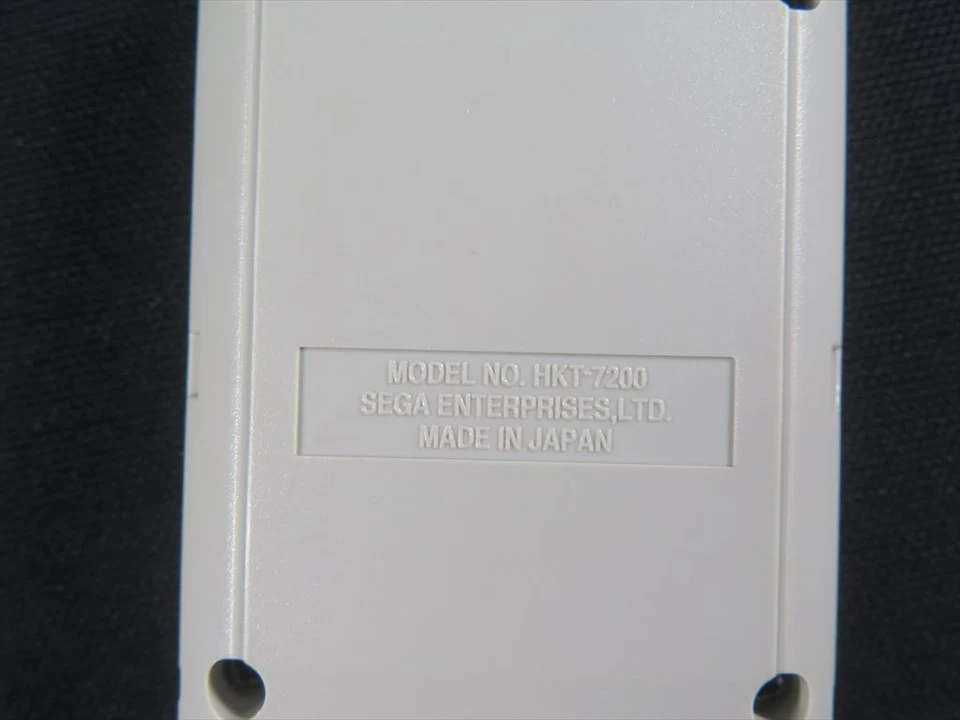 MODEL NO. HKT-7200
SEGA ENTERPRISES,LTD.
MADE IN JAPAN